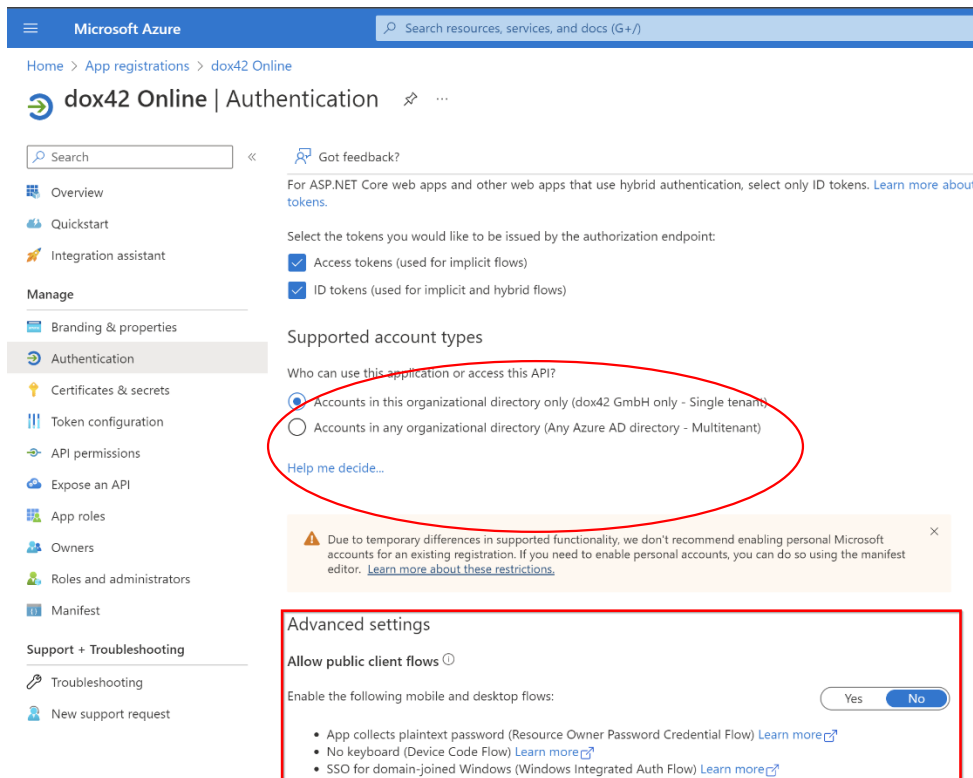 Microsoft Azure
Search resources, services, and docs (G+/)
Home > App registrations > dox42 Online
dox42 Online | Authentication
Search
Overview
Quickstart
Integration assistant
Manage
Branding & properties
Authentication
Certificates & secrets
Token configuration
API permissions
Expose an API
App roles
Owners
Roles and administrators
Manifest
Support + Troubleshooting
Troubleshooting
New support request
Got feedback?
For ASP.NET Core web apps and other web apps that use hybrid authentication, select only ID tokens. Learn more about
tokens.
Select the tokens you would like to be issued by the authorization endpoint:
Access tokens (used for implicit flows)
ID tokens (used for implicit and hybrid flows)
Supported account types
Who can use this application or access this API?
Accounts in this organizational directory only (dox42 GmbH only - Single tenant)
Accounts in any organizational directory (Any Azure AD directory - Multitenant)
Help me decide...
Due to temporary differences in supported functionality, we don't recommend enabling personal Microsoft
accounts for an existing registration. If you need to enable personal accounts, you can do so using the manifest
editor. Learn more about these restrictions.
Advanced settings
Allow public client flows
Enable the following mobile and desktop flows:
Yes No
• App collects plaintext password (Resource Owner Password Credential Flow) Learn more
• No keyboard (Device Code Flow) Learn more
• SSO for domain-joined Windows (Windows Integrated Auth Flow) Learn more